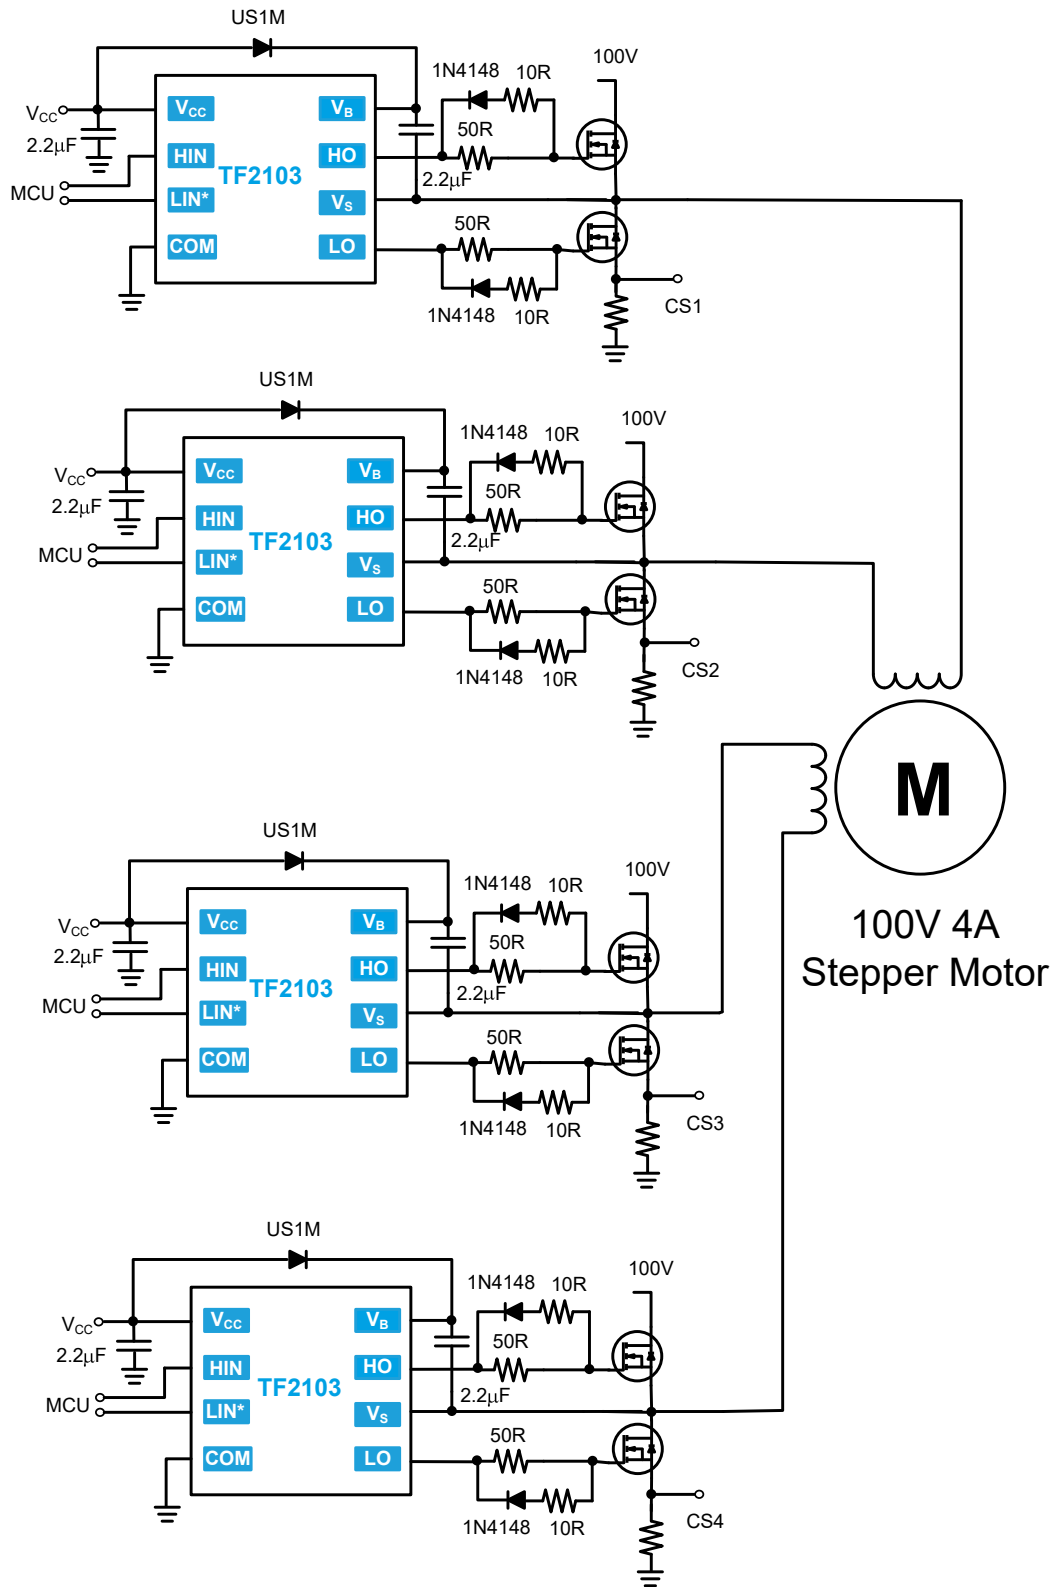 US1M
100V
1N4148 10R
VCC
VCC
VB
2.2µF
50R
HIN
HO
TF2103
2.2µF
MCU
LIN*
VS
50R
COM
LO
CS1
1N4148 10R
US1M
100V
1N4148 10R
VCC
VCC
VB
2.2µF
50R
HIN
HO
TF2103
2.2µF
MCU
LIN*
VS
50R
COM
LO
CS2
1N4148 10R
M
100V 4A
Stepper Motor
US1M
100V
1N4148 10R
VCC
VCC
VB
2.2µF
50R
HIN
HO
TF2103
2.2µF
MCU
LIN*
VS
50R
COM
LO
CS3
1N4148 10R
US1M
100V
1N4148 10R
VCC
VCC
VB
2.2µF
50R
HIN
HO
TF2103
2.2µF
MCU
LIN*
VS
50R
COM
LO
CS4
1N4148 10R